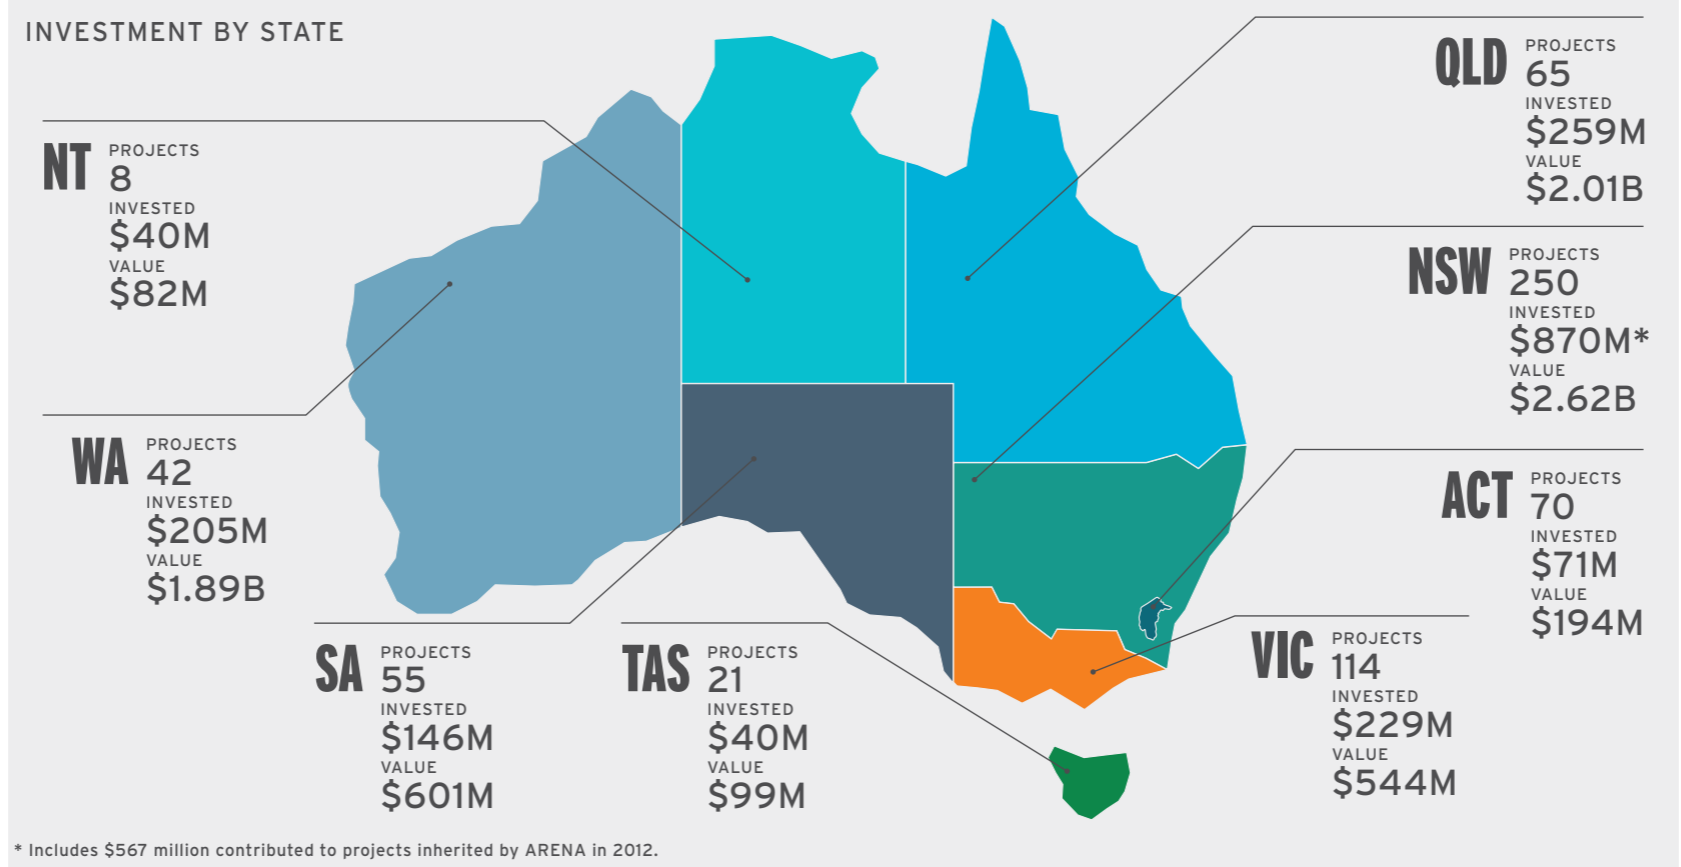 INVESTMENT BY STATE
NT
PROJECTS
8
INVESTED
$40M
VALUE
$82M
WA
PROJECTS
42
INVESTED
$205M
VALUE
$1.89B
SA
PROJECTS
55
INVESTED
$146M
VALUE
$601M
TAS
PROJECTS
21
INVESTED
$40M
VALUE
$99M
QLD
PROJECTS
65
INVESTED
$259M
VALUE
$2.01B
NSW
PROJECTS
250
INVESTED
$870M*
VALUE
$2.62B
ACT
PROJECTS
70
INVESTED
$71M
VALUE
$194M
VIC
PROJECTS
114
INVESTED
$229M
VALUE
$544M
* Includes $567 million contributed to projects inherited by ARENA in 2012.